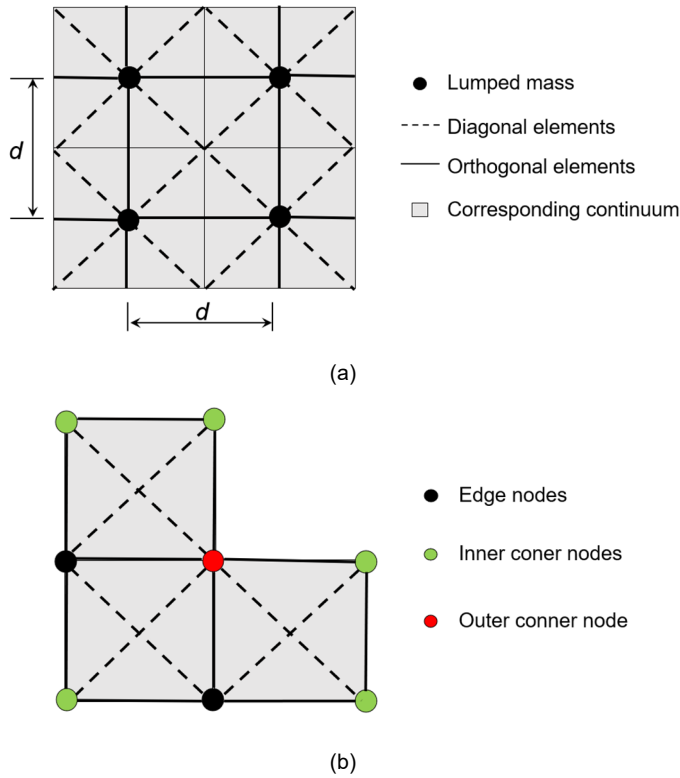 Lumped mass
d
Diagonal elements
Orthogonal elements
Corresponding continuum
d
(a)
Edge nodes
Inner coner nodes
Outer conner node
(b)